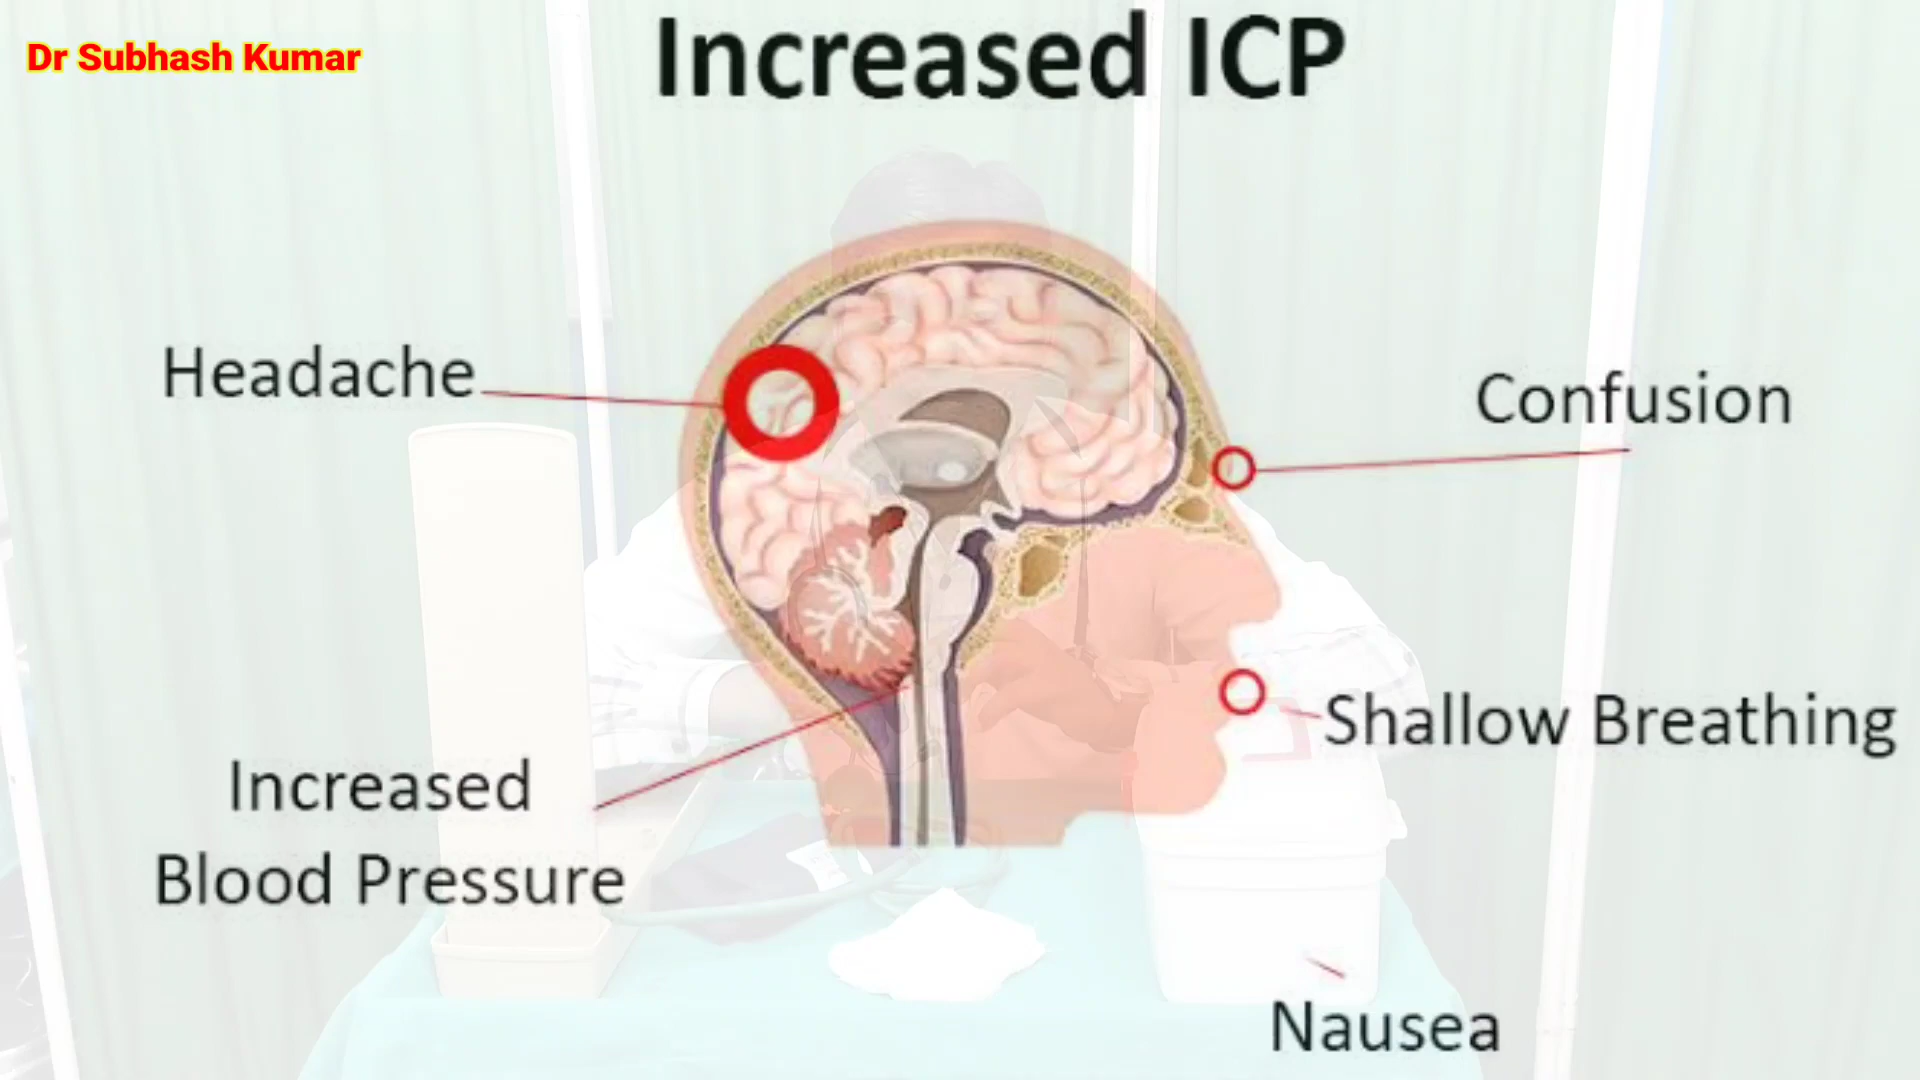 Dr Subhash Kumar
Increased ICP
Headache
Confusion
Shallow Breathing
Increased
Blood Pressure
Nausea